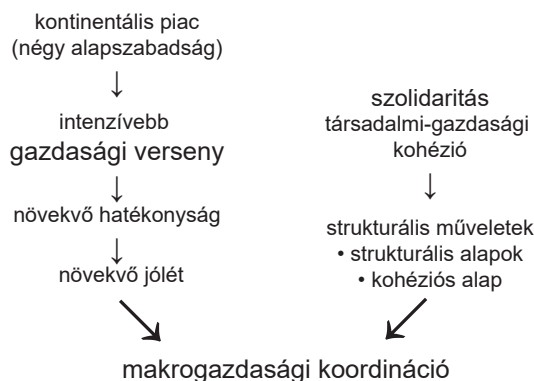 kontinentális piac
(négy alapszabadság)
intenzívebb
gazdasági verseny
növekvő hatékonyság
növekvő jólét
szolidaritás
társadalmi-gazdasági
kohézió
strukturális műveletek
• strukturális alapok
• kohéziós alap
makrogazdasági koordináció